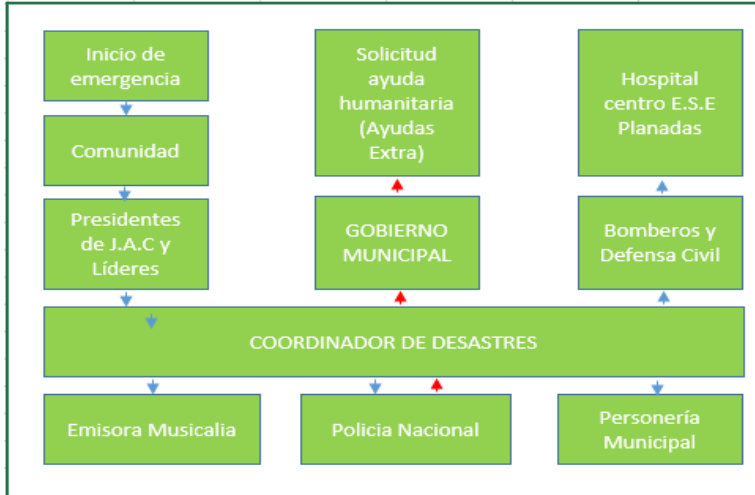 Inicio de
emergencia
Comunidad
Presidentes
de J.A.C y
Líderes
Solicitud
ayuda
humanitaria
(Ayudas
Extra)
GOBIERNO
MUNICIPAL
Hospital
centro E.S.E
Planadas
Bomberos y
Defensa Civil
COORDINADOR DE DESASTRES
Emisora Musicalia
Policia Nacional
Personería
Municipal